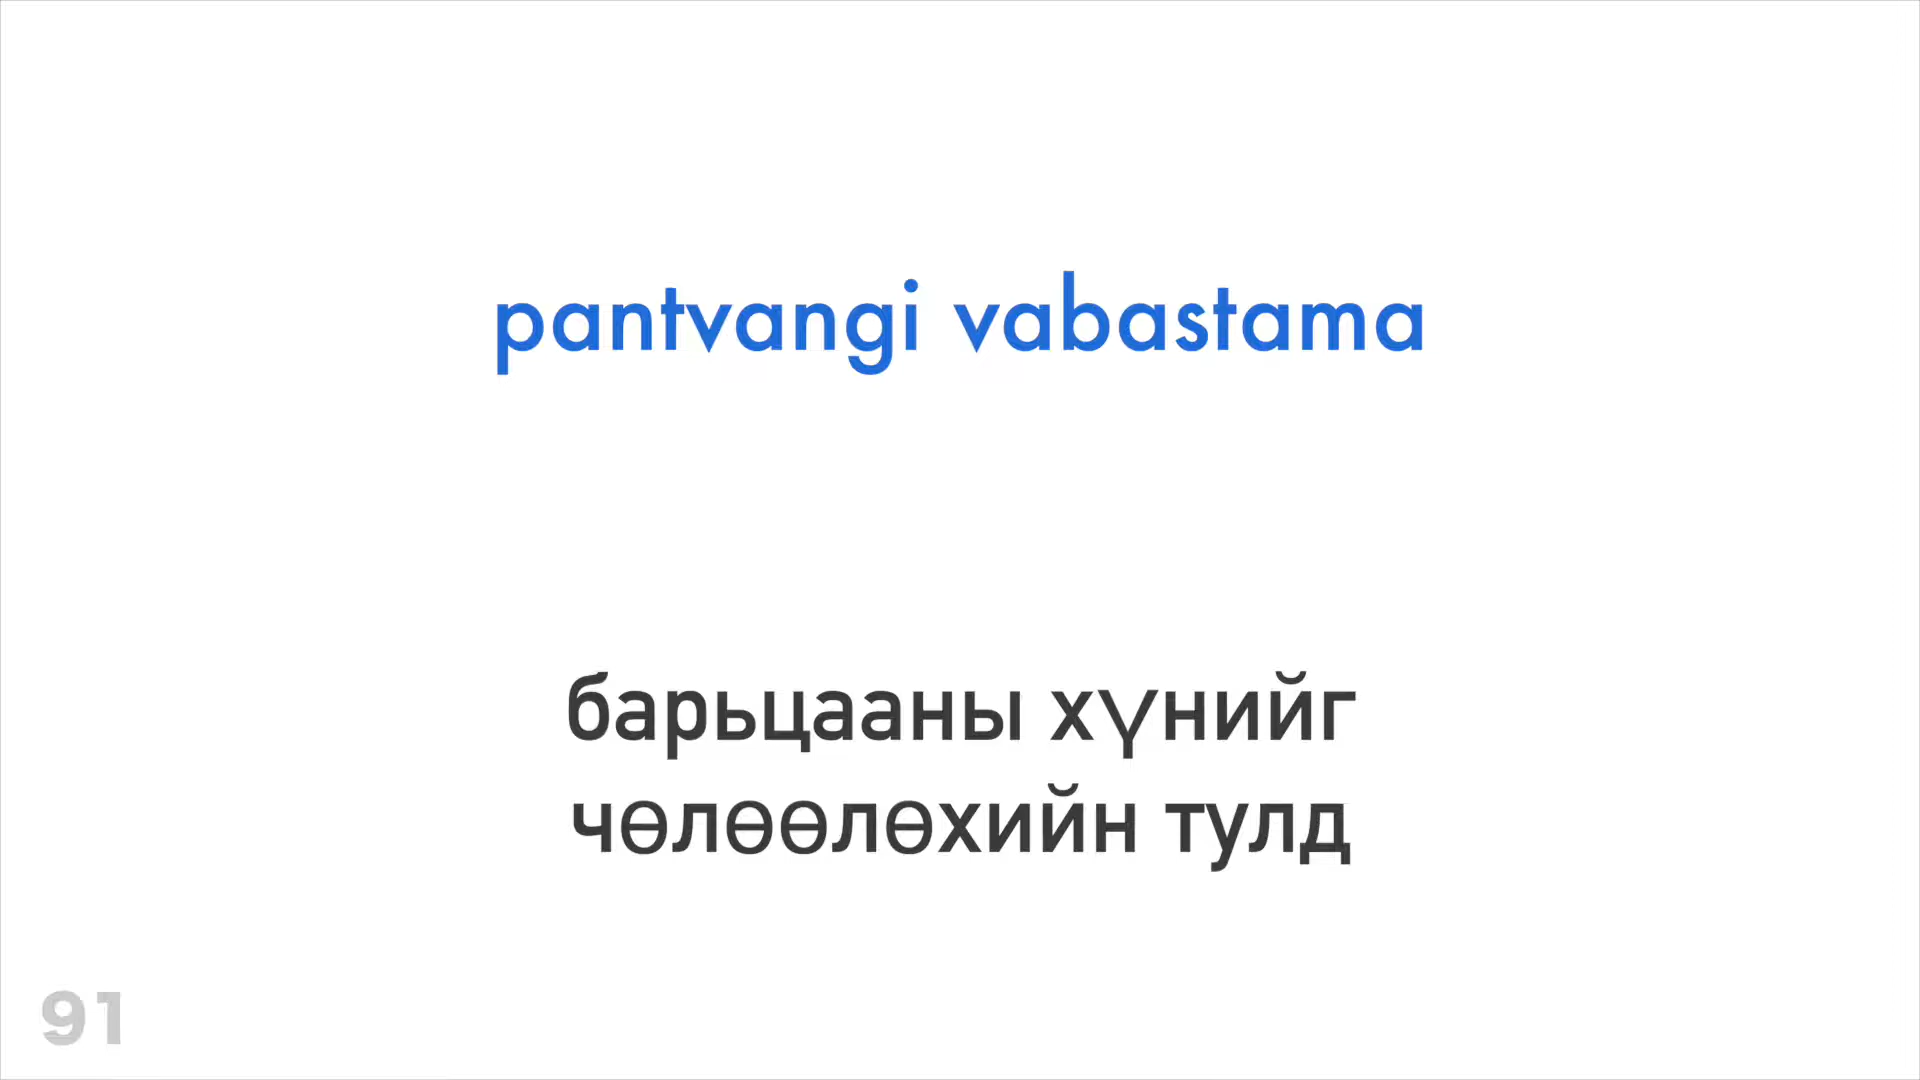 pantvangi vabastama
барьцааны хүнийг
чөлөөлөхийн тулд
91